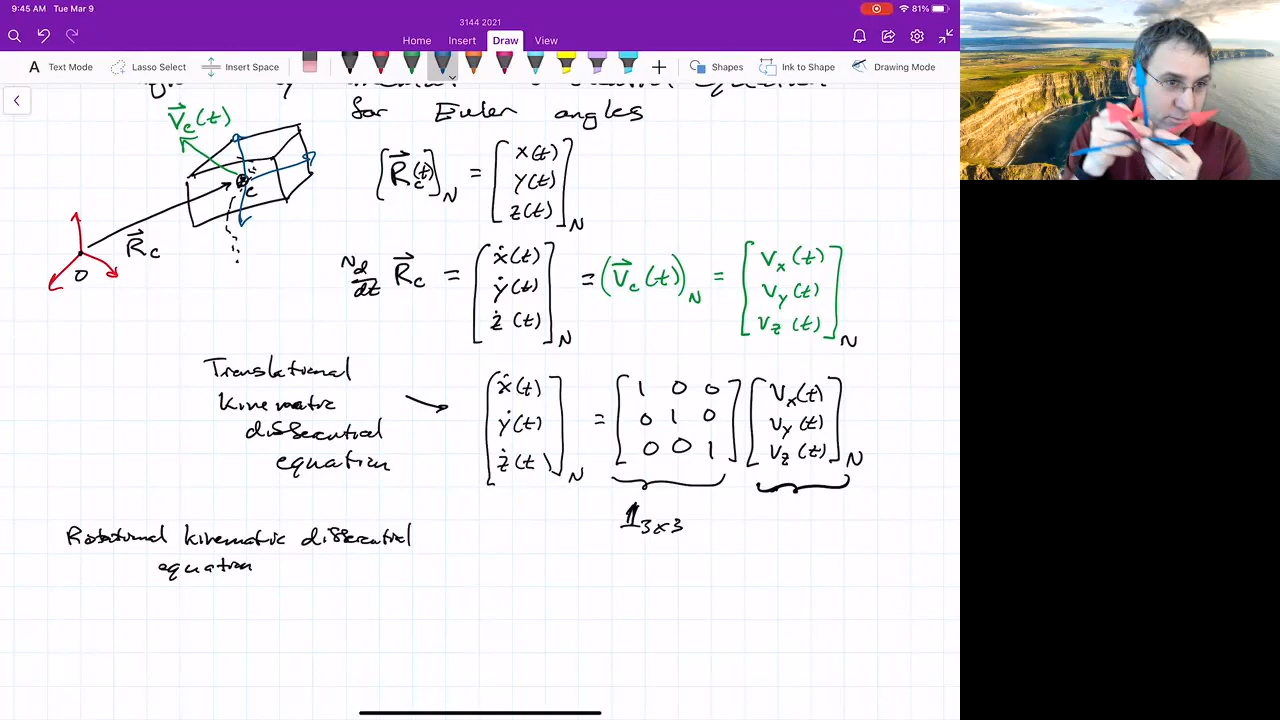 9:45 AM Tue Mar 9
81%
3144 2021
Home Insert Draw View
Text Mode Lasso Select Insert Space Shapes Ink to Shape Drawing Mode
for Euler angles
V_c(t)
[R_c(t)]_N = [x(t) y(t) z(t)]_N
c
R_c
O
^N d/dt R_c = [ẋ(t) ẏ(t) ż(t)]_N = (V_c(t))_N = [v_x(t) v_y(t) v_z(t)]_N
Translational
kinematic
differential
equation
[ẋ(t) ẏ(t) ż(t)]_N = [1 0 0 0 1 0 0 0 1] [v_x(t) v_y(t) v_z(t)]_N
1_3x3
Rotational kinematic differential
equation